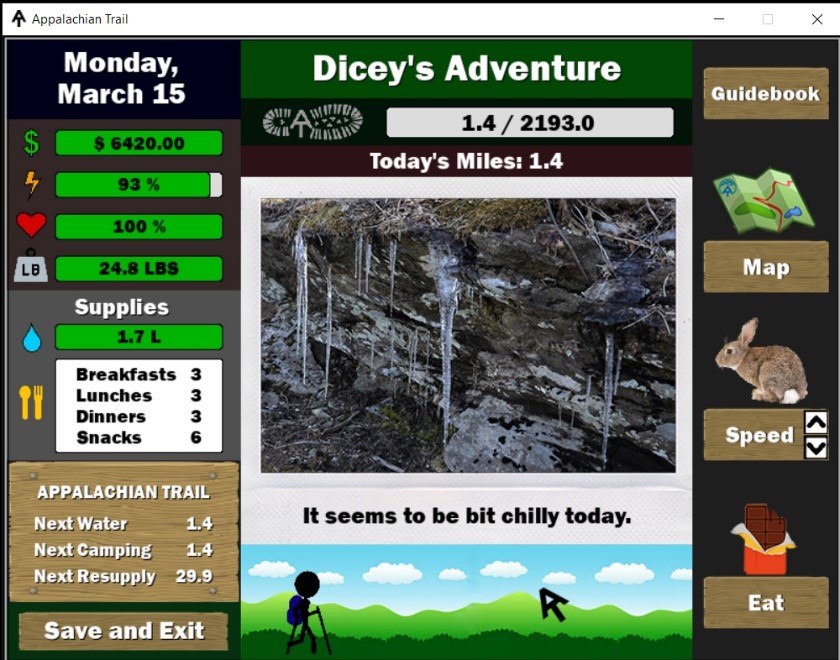 Appalachian Trail
Monday,
March 15
$ 6420.00
93 %
100 %
LB
24.8 LBS
Supplies
1.7 L
Breakfasts 3
Lunches 3
Dinners 3
Snacks 6
APPALACHIAN TRAIL
Next Water 1.4
Next Camping 1.4
Next Resupply 29.9
Save and Exit
Dicey's Adventure
1.4 / 2193.0
Today's Miles: 1.4
It seems to be bit chilly today.
Guidebook
Map
Speed
Eat